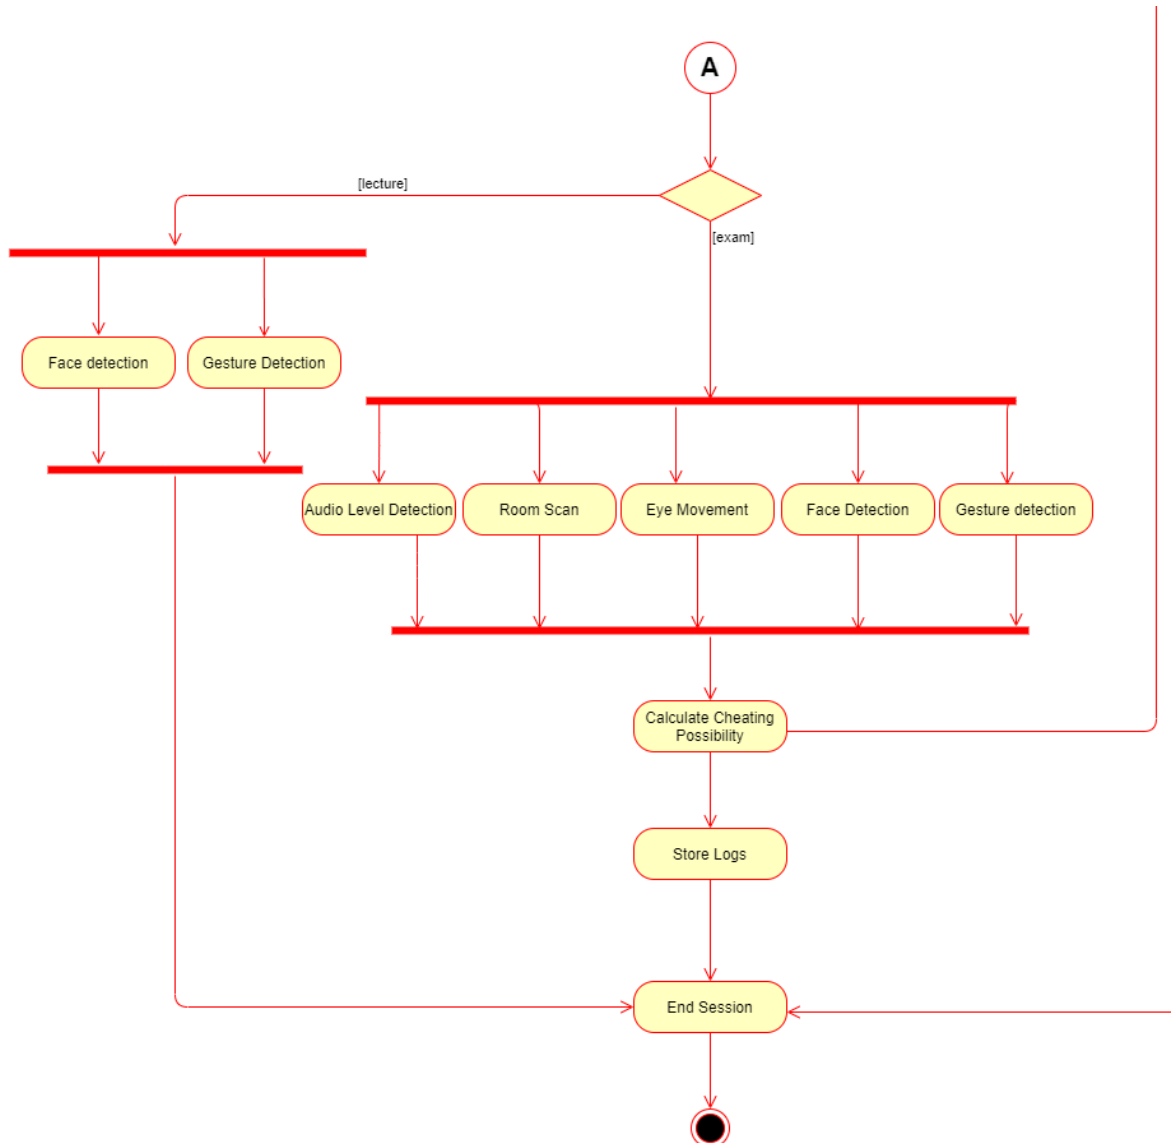 A
[lecture]
[exam]
Face detection
Gesture Detection
Audio Level Detection
Room Scan
Eye Movement
Face Detection
Gesture detection
Calculate Cheating
Possibility
Store Logs
End Session